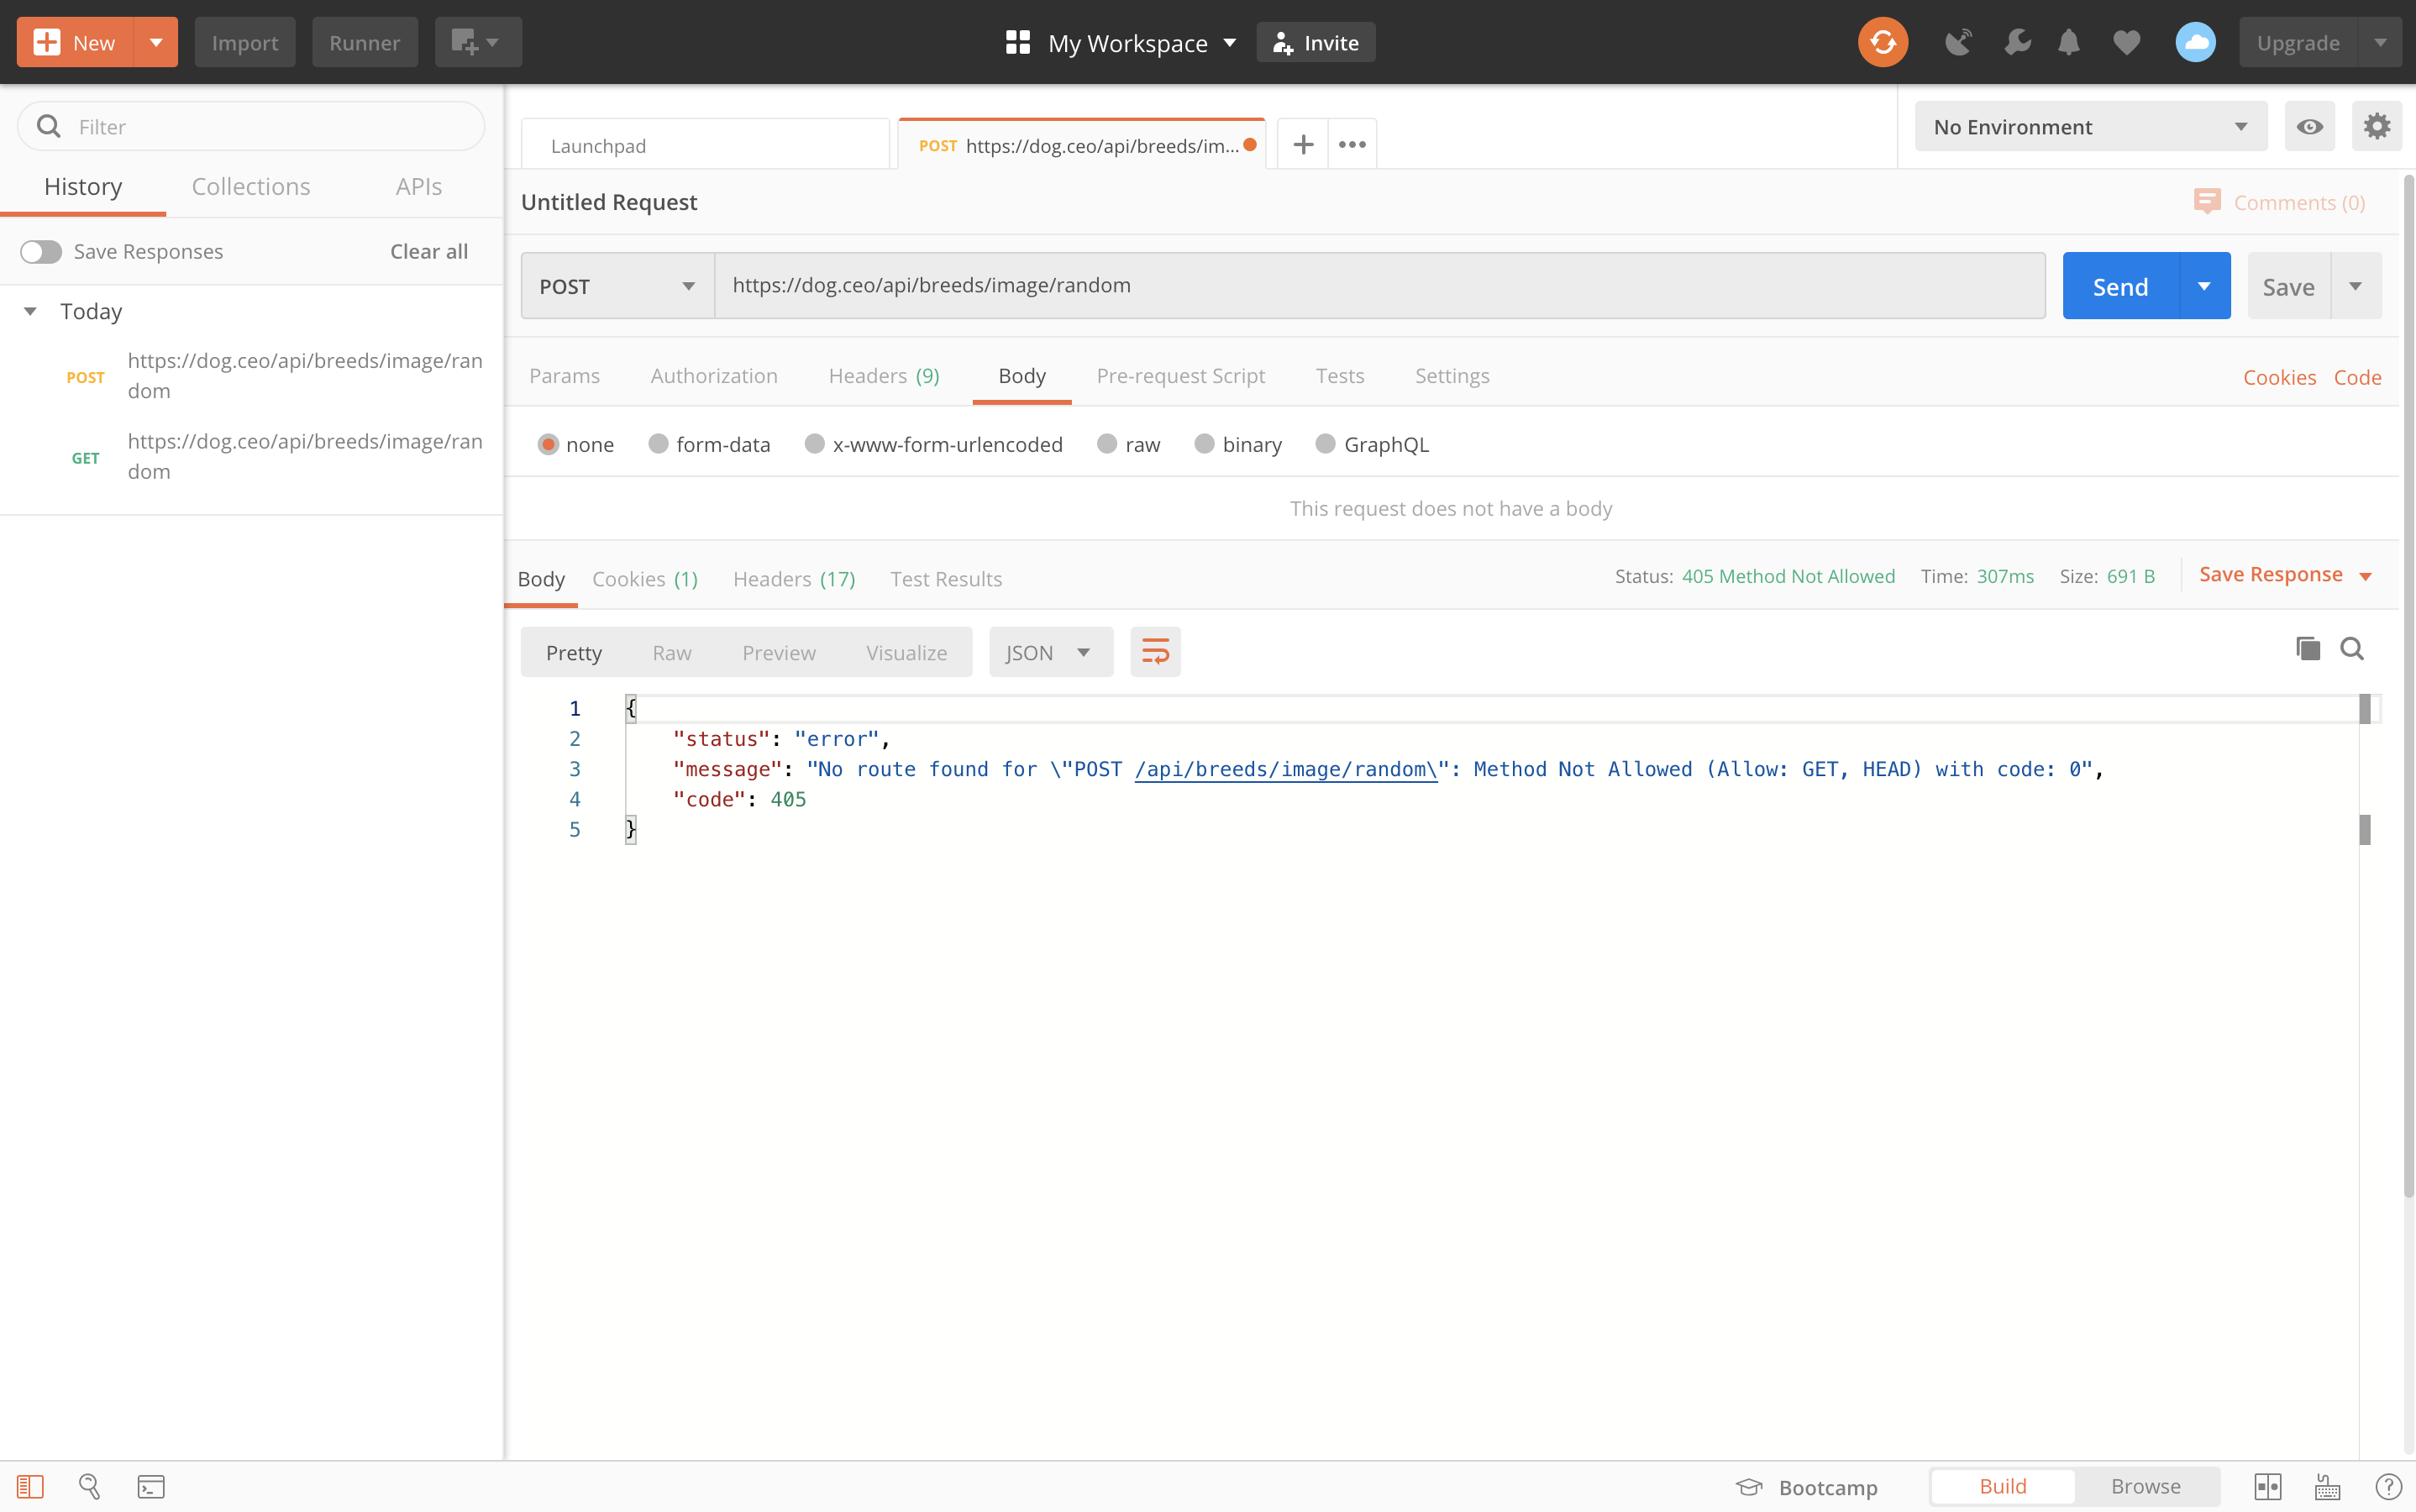 New
Import
Runner
My Workspace
Invite
Upgrade
Filter
History
Collections
APIs
Save Responses
Clear all
Today
POST
https://dog.ceo/api/breeds/image/ran
dom
GET
https://dog.ceo/api/breeds/image/ran
dom
Launchpad
POST https://dog.ceo/api/breeds/im...
No Environment
Untitled Request
Comments (0)
POST
https://dog.ceo/api/breeds/image/random
Send
Save
Params
Authorization
Headers (9)
Body
Pre-request Script
Tests
Settings
Cookies
Code
none
form-data
x-www-form-urlencoded
raw
binary
GraphQL
This request does not have a body
Body
Cookies (1)
Headers (17)
Test Results
Status: 405 Method Not Allowed
Time: 307ms
Size: 691 B
Save Response
Pretty
Raw
Preview
Visualize
JSON
1 {
2 "status": "error",
3 "message": "No route found for \"POST /api/breeds/image/random\": Method Not Allowed (Allow: GET, HEAD) with code: 0",
4 "code": 405
5 }
Bootcamp
Build
Browse